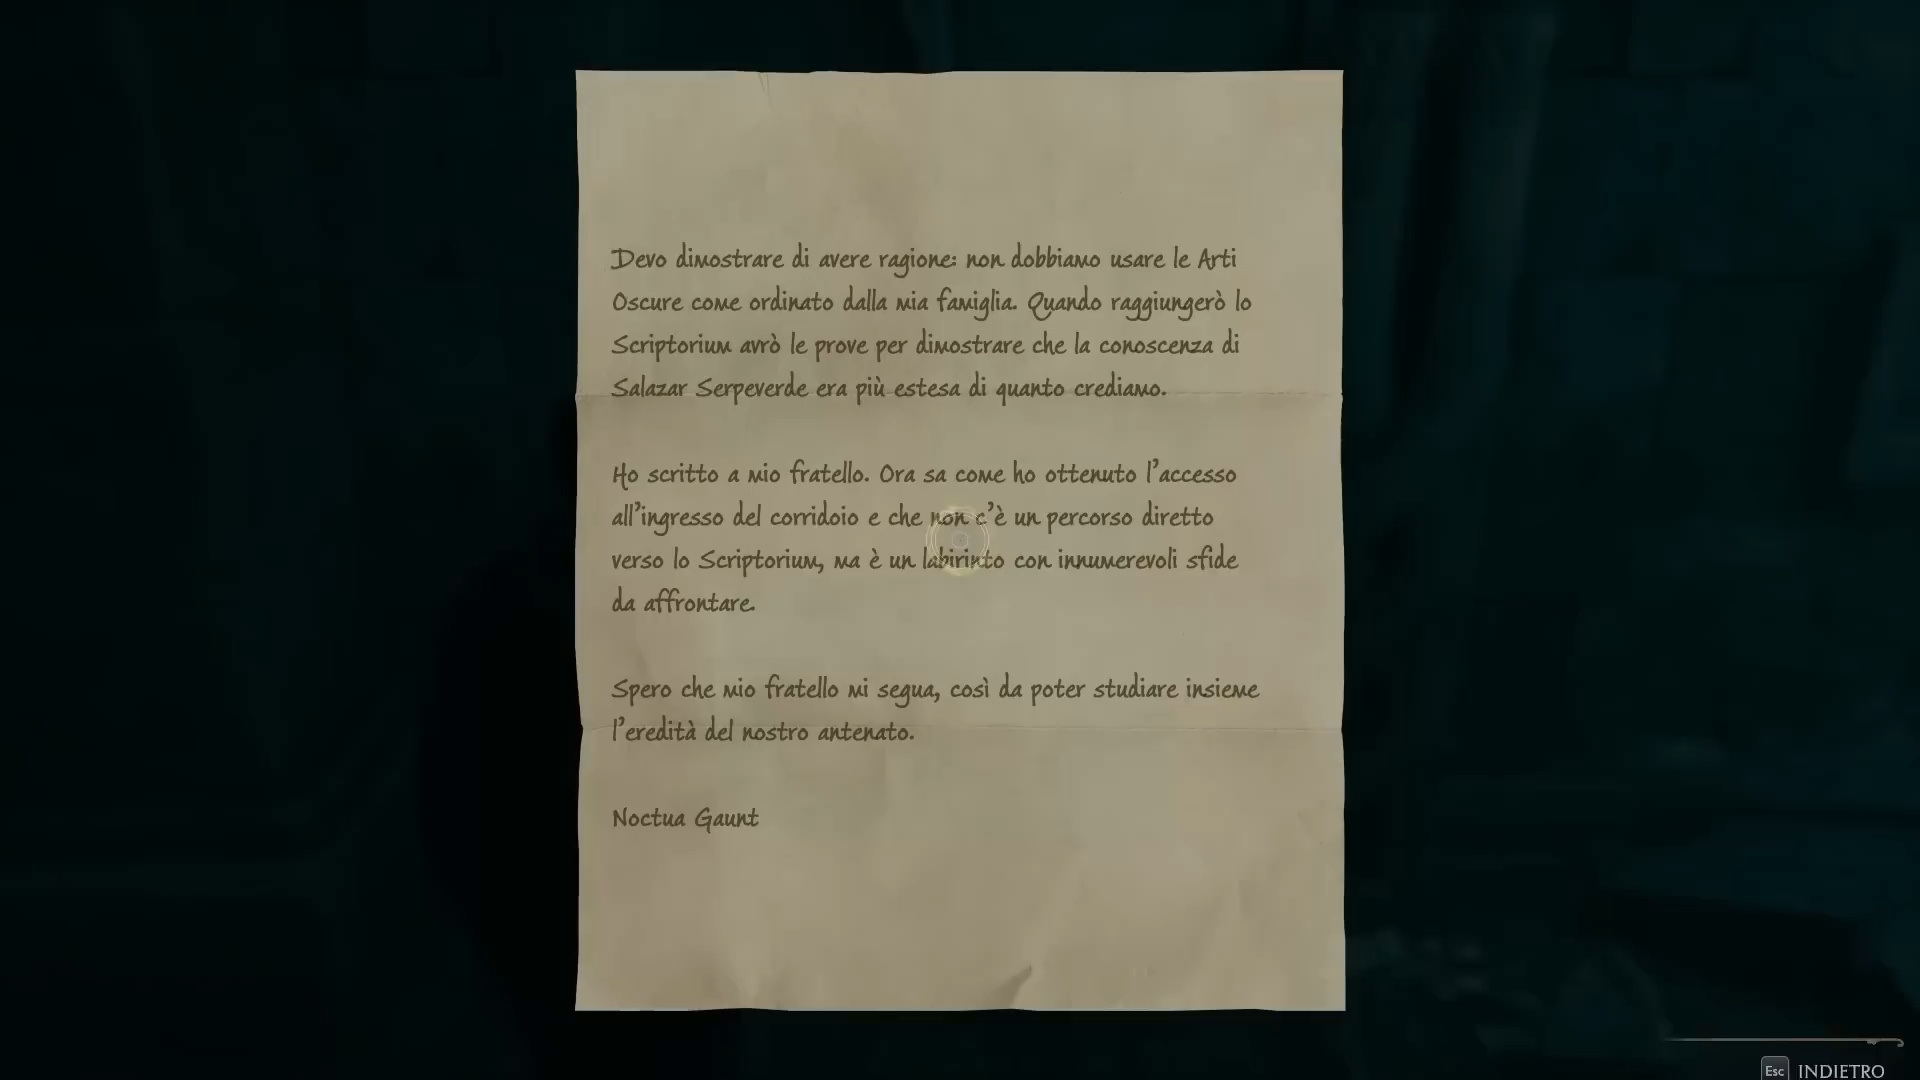 Devo dimostrare di avere ragione: non dobbiamo usare le Arti
Oscure come ordinato dalla mia famiglia. Quando raggiungerò lo
Scriptorium avrò le prove per dimostrare che la conoscenza di
Salazar Serpeverde era più estesa di quanto crediamo.
Ho scritto a mio fratello. Ora sa come ho ottenuto l'accesso
all'ingresso del corridoio e che non c'è un percorso diretto
verso lo Scriptorium, ma è un labirinto con innumerevoli sfide
da affrontare.
Spero che mio fratello mi segua, così da poter studiare insieme
l'eredità del nostro antenato.
Noctua Gaunt
Esc INDIETRO